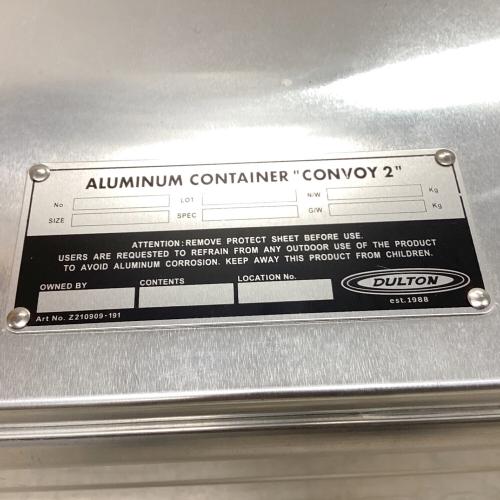 ALUMINUM CONTAINER "CONVOY 2"
No LOT N/W Kg
SIZE SPEC G/W Kg
ATTENTION: REMOVE PROTECT SHEET BEFORE USE.
USERS ARE REQUESTED TO REFRAIN FROM ANY OUTDOOR USE OF THE PRODUCT
TO AVOID ALUMINUM CORROSION. KEEP AWAY THIS PRODUCT FROM CHILDREN.
OWNED BY CONTENTS LOCATION No.
DULTON
est.1988
Art No. Z210909-191